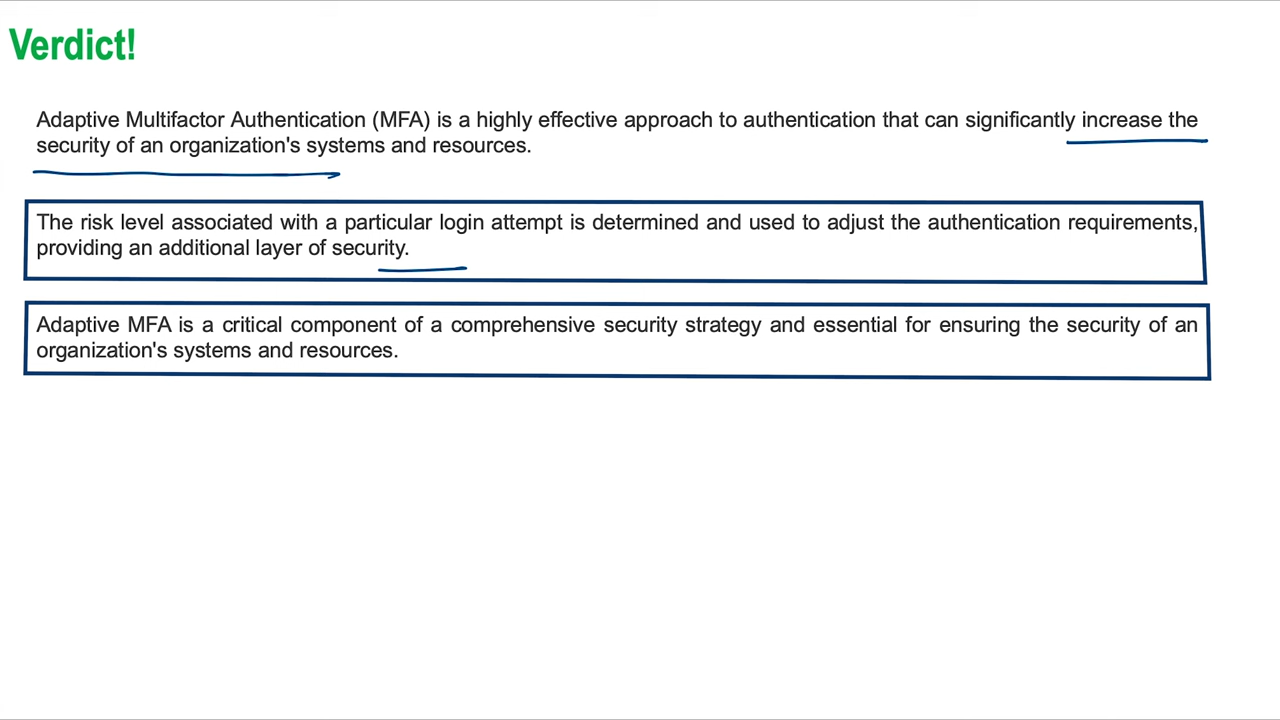 Verdict!
Adaptive Multifactor Authentication (MFA) is a highly effective approach to authentication that can significantly increase the
security of an organization's systems and resources.
The risk level associated with a particular login attempt is determined and used to adjust the authentication requirements,
providing an additional layer of security.
Adaptive MFA is a critical component of a comprehensive security strategy and essential for ensuring the security of an
organization's systems and resources.